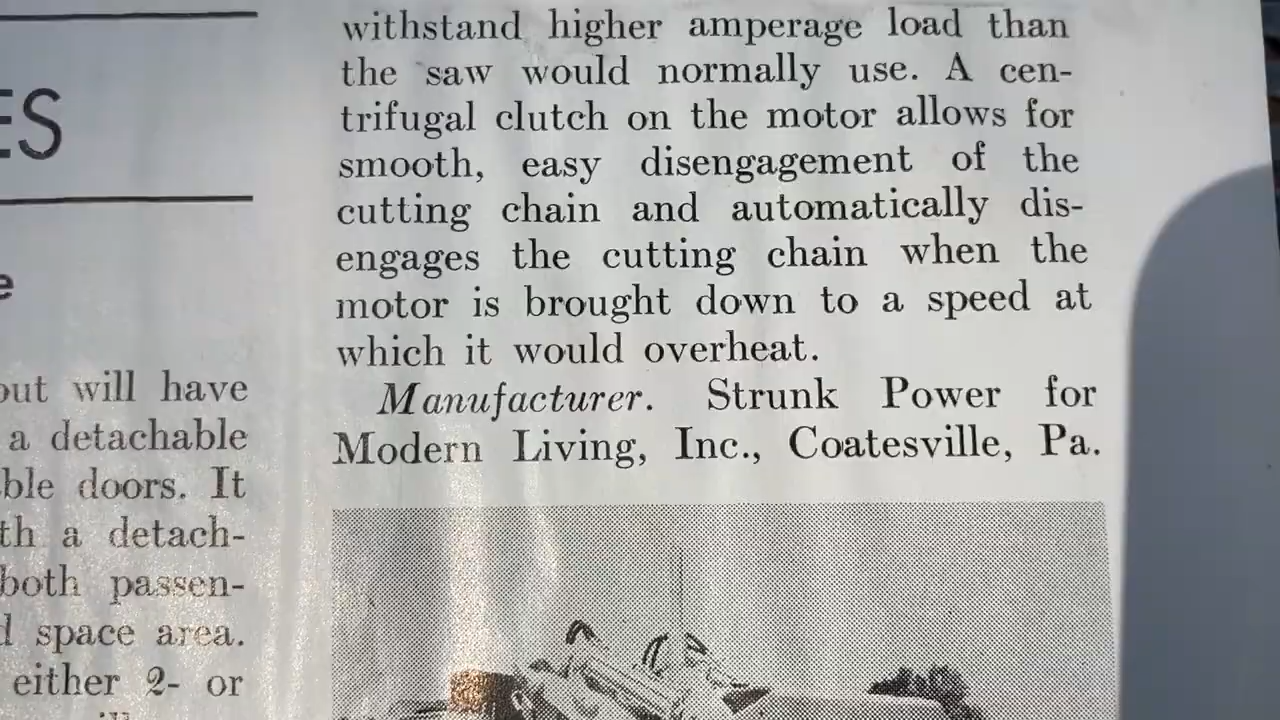 ES
e
out will have
a detachable
ble doors. It
th a detach-
both passen-
d space area.
either 2- or
withstand higher amperage load than
the saw would normally use. A cen-
trifugal clutch on the motor allows for
smooth, easy disengagement of the
cutting chain and automatically dis-
engages the cutting chain when the
motor is brought down to a speed at
which it would overheat.
Manufacturer. Strunk Power for
Modern Living, Inc., Coatesville, Pa.